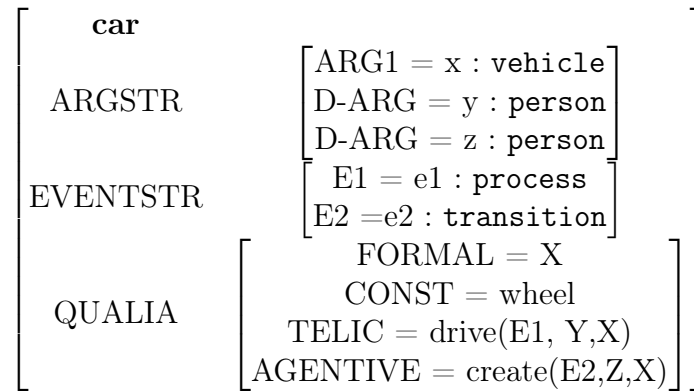 car
ARGSTR
ARG1 = x : vehicle
D-ARG = y : person
D-ARG = z : person
EVENTSTR
E1 = e1 : process
E2 =e2 : transition
QUALIA
FORMAL = X
CONST = wheel
TELIC = drive(E1, Y,X)
AGENTIVE = create(E2,Z,X)